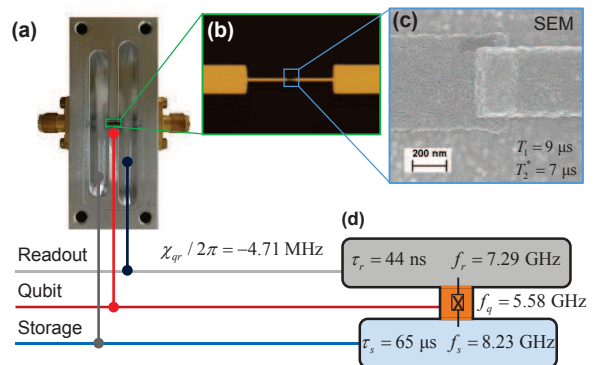 (a)
(b)
(c)
SEM
200 nm
T₁ = 9 μs
T₂* = 7 μs
(d)
Readout
χqr / 2π = −4.71 MHz
τr = 44 ns
fr = 7.29 GHz
Qubit
fq = 5.58 GHz
Storage
τs = 65 μs
fs = 8.23 GHz